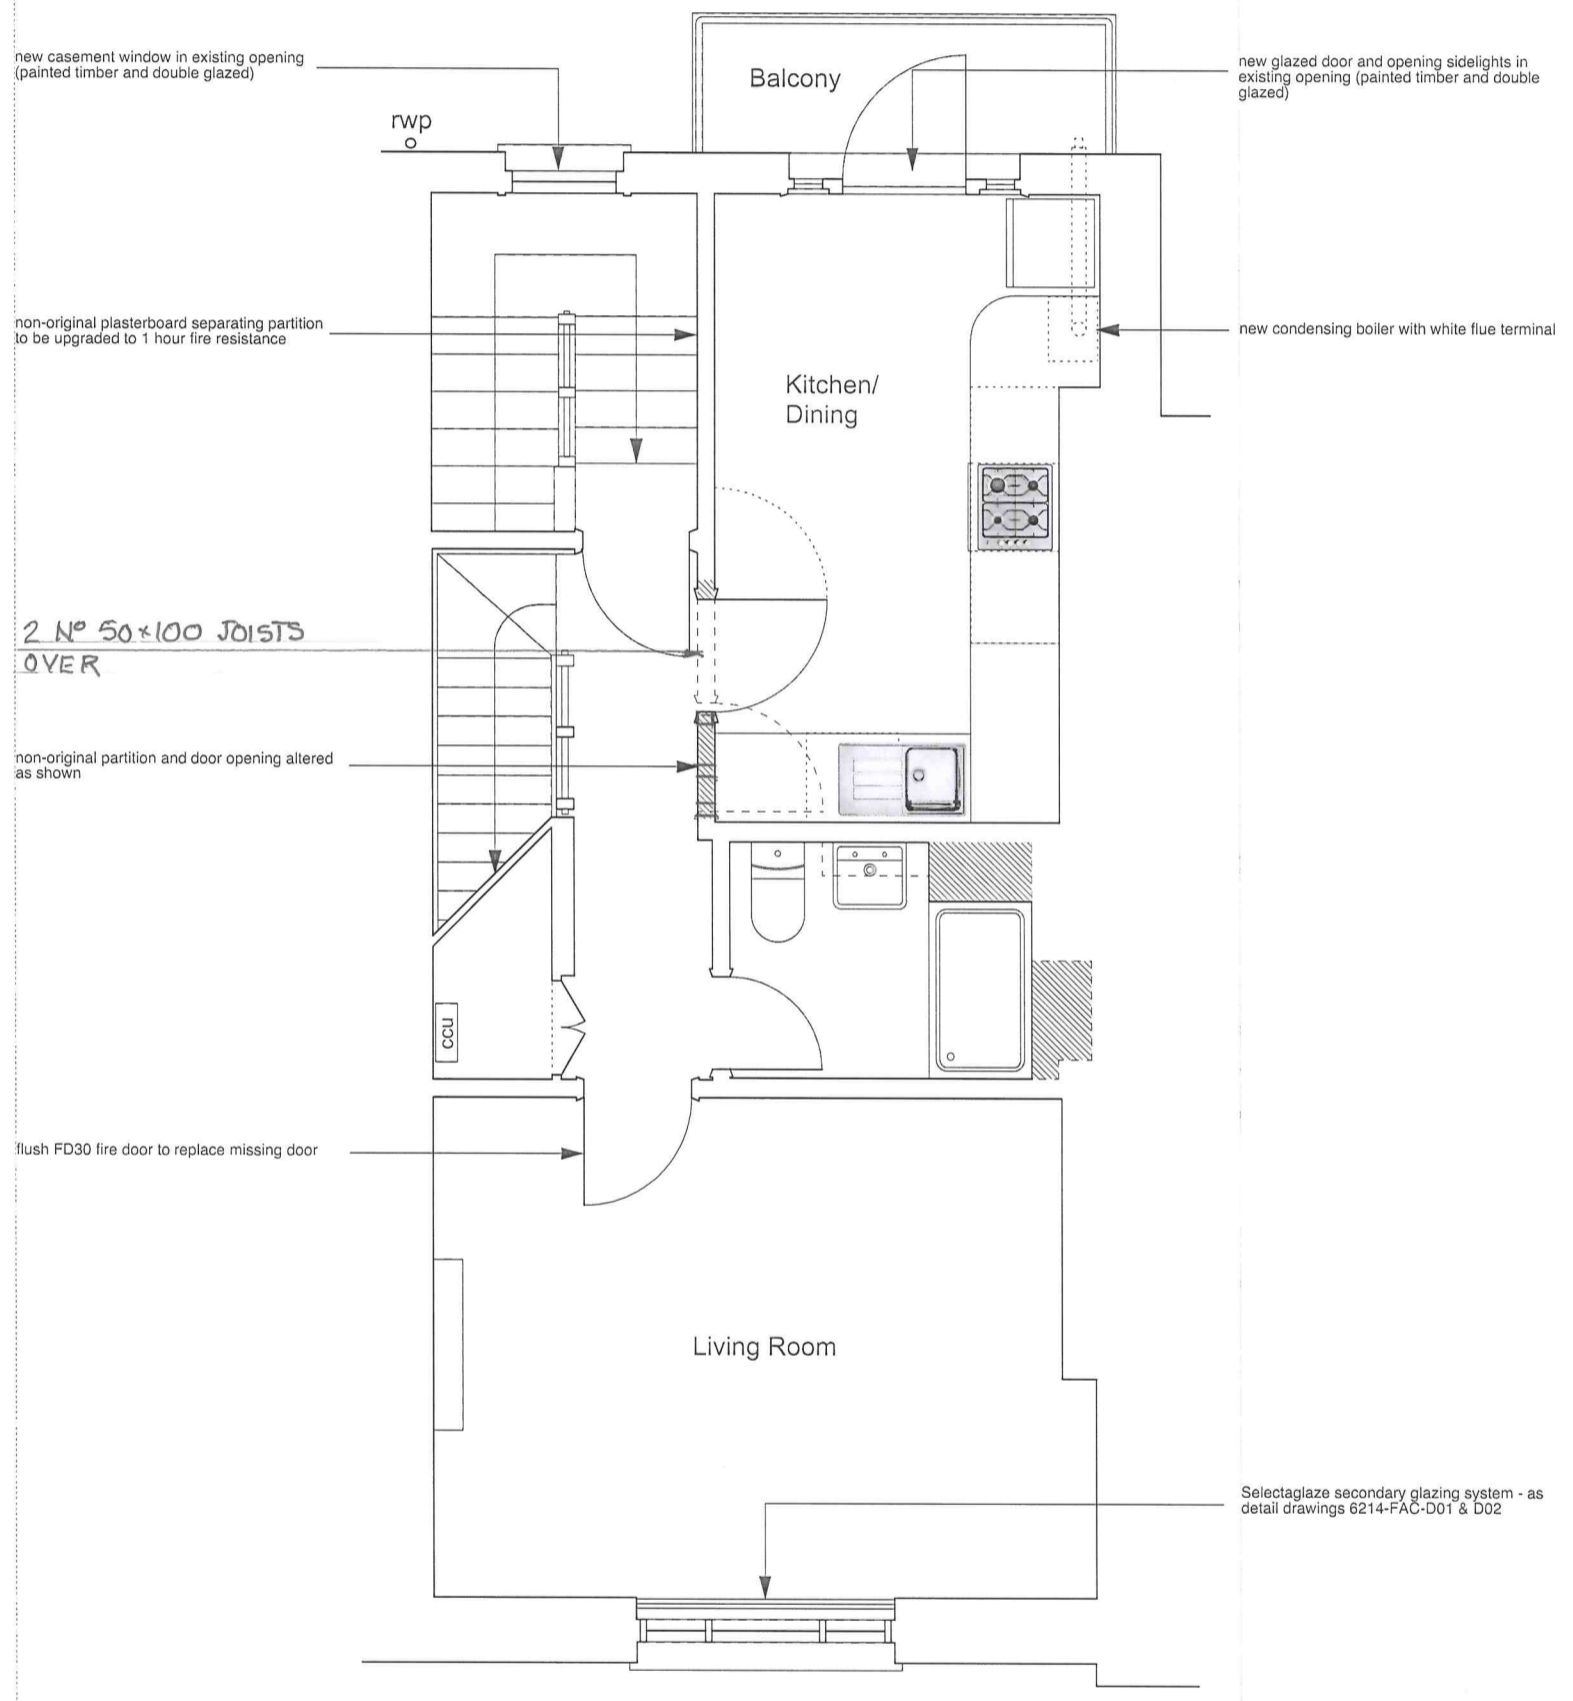 new casement window in existing opening
(painted timber and double glazed)
Balcony
new glazed door and opening sidelights in
existing opening (painted timber and double
glazed)
rwp
non-original plasterboard separating partition
to be upgraded to 1 hour fire resistance
new condensing boiler with white flue terminal
Kitchen/
Dining
2 Nº 50×100 JOISTS
OVER
non-original partition and door opening altered
as shown
ccu
flush FD30 fire door to replace missing door
Living Room
Selectaglaze secondary glazing system - as
detail drawings 6214-FAC-D01 & D02